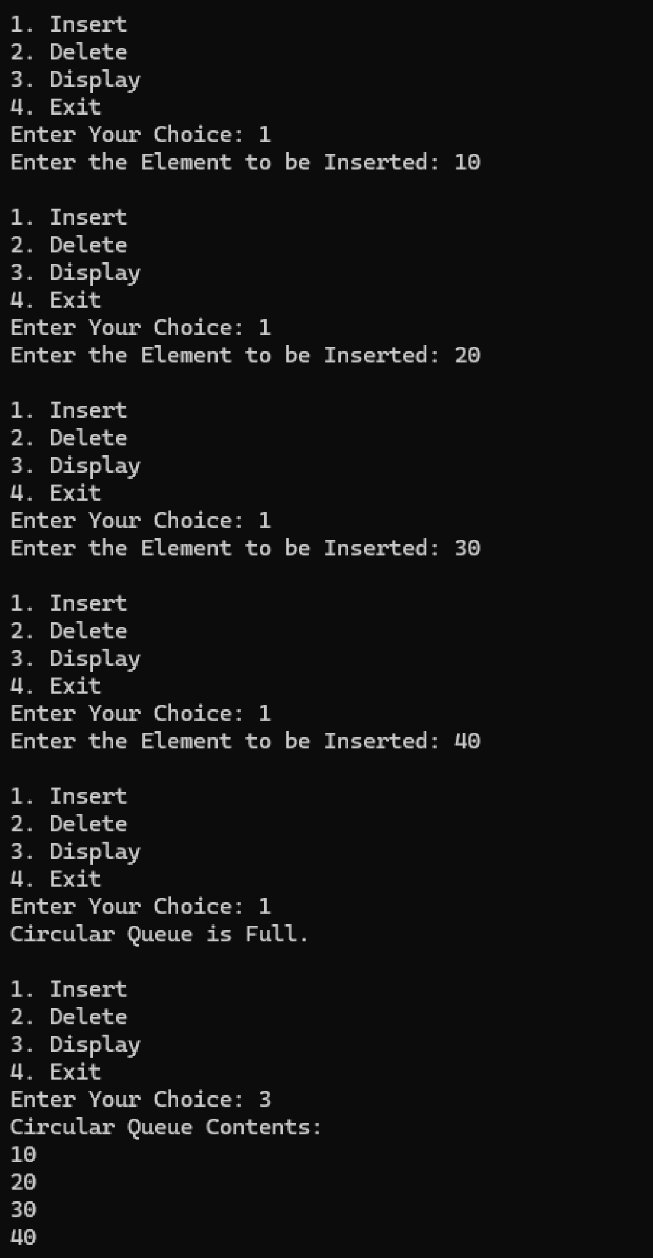 1. Insert
2. Delete
3. Display
4. Exit
Enter Your Choice: 1
Enter the Element to be Inserted: 10

1. Insert
2. Delete
3. Display
4. Exit
Enter Your Choice: 1
Enter the Element to be Inserted: 20

1. Insert
2. Delete
3. Display
4. Exit
Enter Your Choice: 1
Enter the Element to be Inserted: 30

1. Insert
2. Delete
3. Display
4. Exit
Enter Your Choice: 1
Enter the Element to be Inserted: 40

1. Insert
2. Delete
3. Display
4. Exit
Enter Your Choice: 1
Circular Queue is Full.

1. Insert
2. Delete
3. Display
4. Exit
Enter Your Choice: 3
Circular Queue Contents:
10
20
30
40